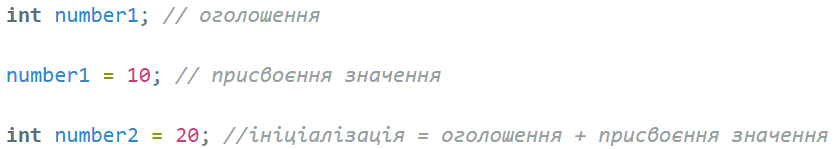 int number1; // оголошення
number1 = 10; // присвоєння значення
int number2 = 20; //ініціалізація = оголошення + присвоєння значення